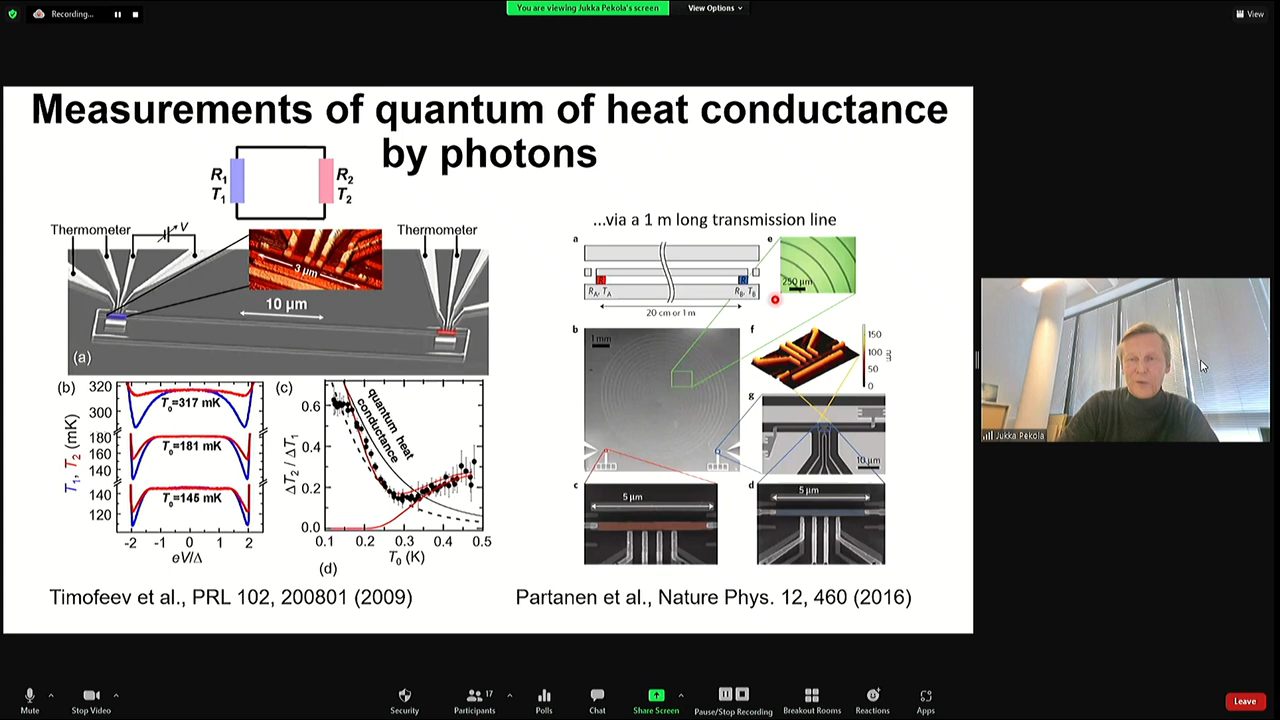 Recording...
You are viewing Jukka Pekola's screen
View Options
View
Measurements of quantum of heat conductance
by photons
R1
T1
R2
T2
Thermometer
V
Thermometer
3 μm
10 μm
(a)
(b)
T1, T2 (mK)
320
300
180
160
140
120
T0=317 mK
T0=181 mK
T0=145 mK
-2 -1 0 1 2
eV/Δ
(c)
ΔT2 / ΔT1
0.6
0.4
0.2
0.0
quantum heat
conductance
0.1 0.2 0.3 0.4 0.5
T0 (K)
(d)
Timofeev et al., PRL 102, 200801 (2009)
...via a 1 m long transmission line
a
RA, TA
RB, TB
20 cm or 1 m
e
250 μm
b
1 mm
f
150
100
50
0
nm
g
10 μm
c
5 μm
d
5 μm
Partanen et al., Nature Phys. 12, 460 (2016)
Jukka Pekola
Mute
Stop Video
Security
17
Participants
Polls
Chat
Share Screen
Pause/Stop Recording
Breakout Rooms
Reactions
Apps
Leave